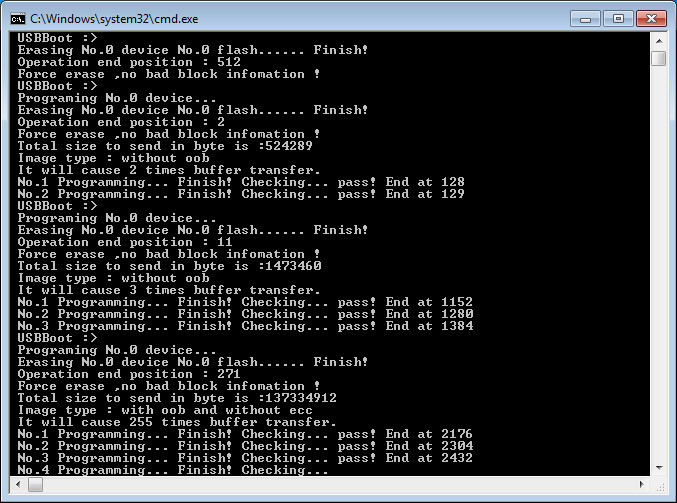 C:\Windows\system32\cmd.exe
USBBoot :>
Erasing No.0 device No.0 flash...... Finish!
Operation end position : 512
Force erase ,no bad block infomation !
USBBoot :>
Programing No.0 device...
Erasing No.0 device No.0 flash...... Finish!
Operation end position : 2
Force erase ,no bad block infomation !
Total size to send in byte is :524289
Image type : without oob
It will cause 2 times buffer transfer.
No.1 Programming... Finish! Checking... pass! End at 128
No.2 Programming... Finish! Checking... pass! End at 129
USBBoot :>
Programing No.0 device...
Erasing No.0 device No.0 flash...... Finish!
Operation end position : 11
Force erase ,no bad block infomation !
Total size to send in byte is :1473460
Image type : without oob
It will cause 3 times buffer transfer.
No.1 Programming... Finish! Checking... pass! End at 1152
No.2 Programming... Finish! Checking... pass! End at 1280
No.3 Programming... Finish! Checking... pass! End at 1384
USBBoot :>
Programing No.0 device...
Erasing No.0 device No.0 flash...... Finish!
Operation end position : 271
Force erase ,no bad block infomation !
Total size to send in byte is :137334912
Image type : with oob and without ecc
It will cause 255 times buffer transfer.
No.1 Programming... Finish! Checking... pass! End at 2176
No.2 Programming... Finish! Checking... pass! End at 2304
No.3 Programming... Finish! Checking... pass! End at 2432
No.4 Programming... Finish! Checking...